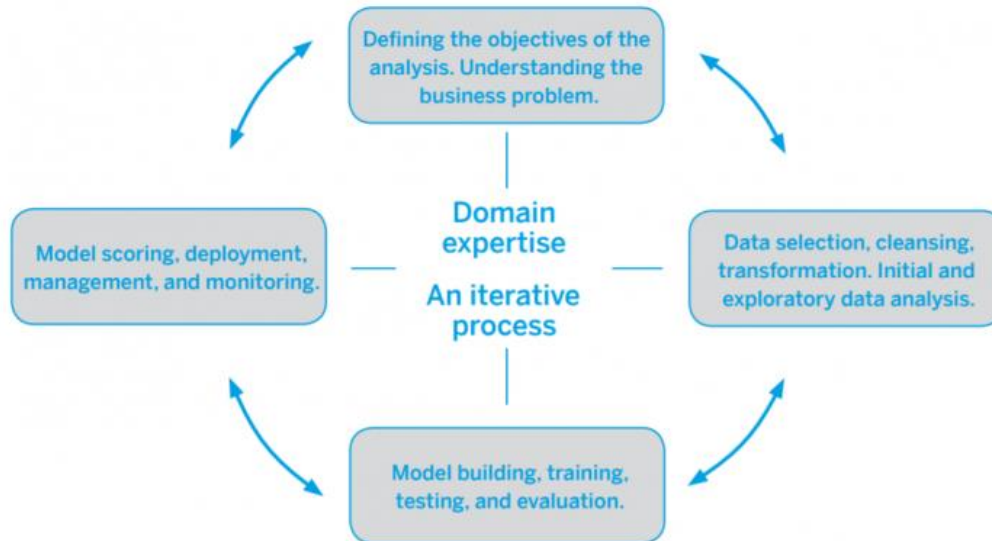 Defining the objectives of the
analysis. Understanding the
business problem.
Domain
expertise
An iterative
process
Model scoring, deployment,
management, and monitoring.
Data selection, cleansing,
transformation. Initial and
exploratory data analysis.
Model building, training,
testing, and evaluation.